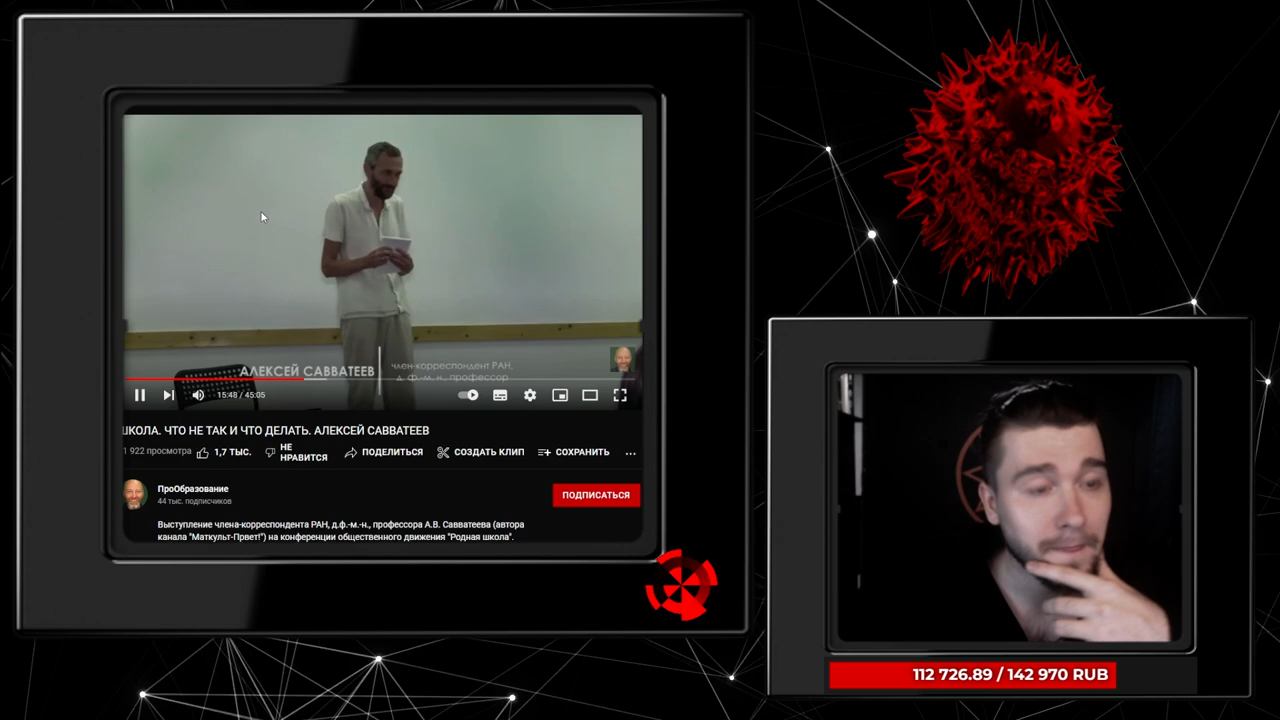 АЛЕКСЕЙ САВВАТЕЕВ
член-корреспондент РАН,
д. ф.-м. н., профессор
15:48 / 45:05
ШКОЛА. ЧТО НЕ ТАК И ЧТО ДЕЛАТЬ. АЛЕКСЕЙ САВВАТЕЕВ
1 922 просмотра
1,7 ТЫС.
НЕ
НРАВИТСЯ
ПОДЕЛИТЬСЯ
СОЗДАТЬ КЛИП
СОХРАНИТЬ
ПроОбразование
44 тыс. подписчиков
ПОДПИСАТЬСЯ
Выступление члена-корреспондента РАН, д.ф.-м.-н., профессора А.В. Савватеева (автора
канала "Маткульт-Првет!") на конференции общественного движения "Родная школа".
112 726.89 / 142 970 RUB